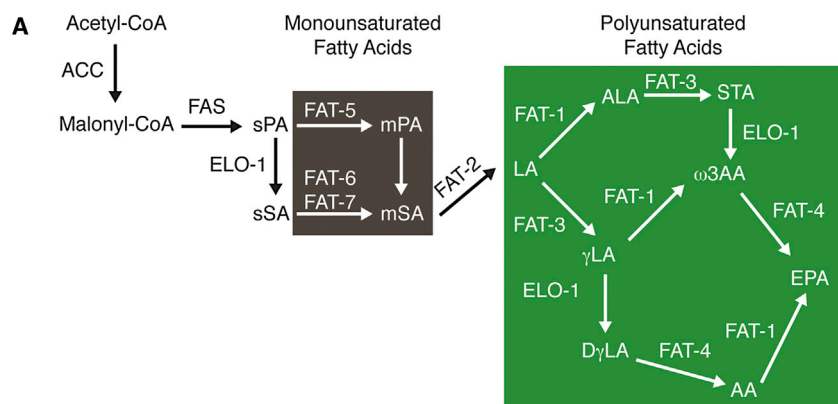 A
Acetyl-CoA
Monounsaturated
Fatty Acids
Polyunsaturated
Fatty Acids
ACC
Malonyl-CoA
FAS
sPA
FAT-5
mPA
ELO-1
FAT-6
FAT-7
sSA
mSA
FAT-2
LA
FAT-1
ALA
FAT-3
STA
ELO-1
ω3AA
FAT-1
FAT-3
γLA
FAT-4
EPA
ELO-1
DγLA
FAT-4
AA
FAT-1